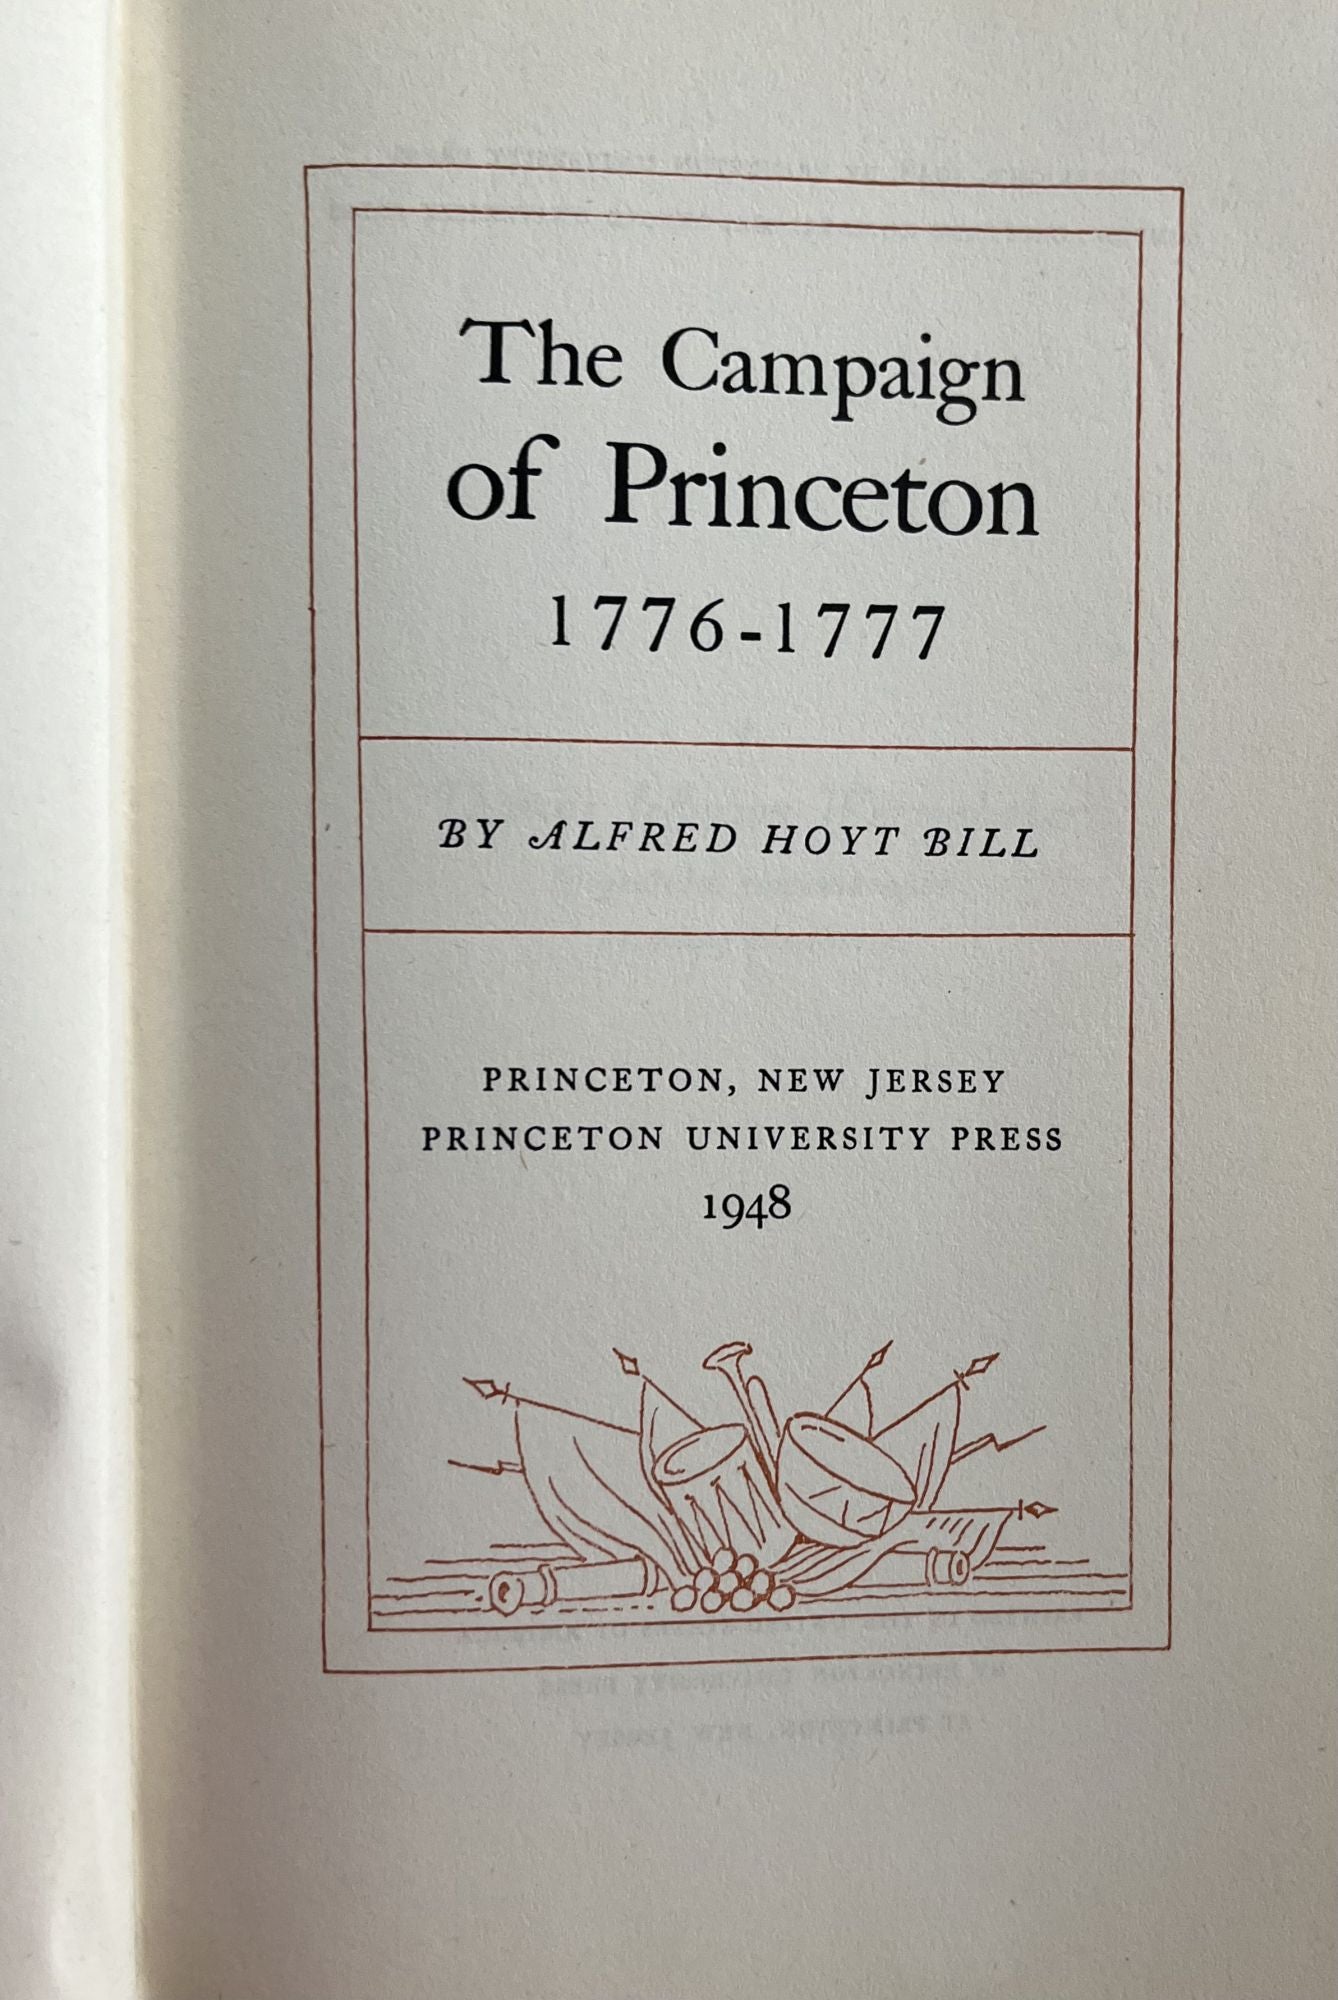 The Campaign
of Princeton
1776-1777
BY ALFRED HOYT BILL
PRINCETON, NEW JERSEY
PRINCETON UNIVERSITY PRESS
1948